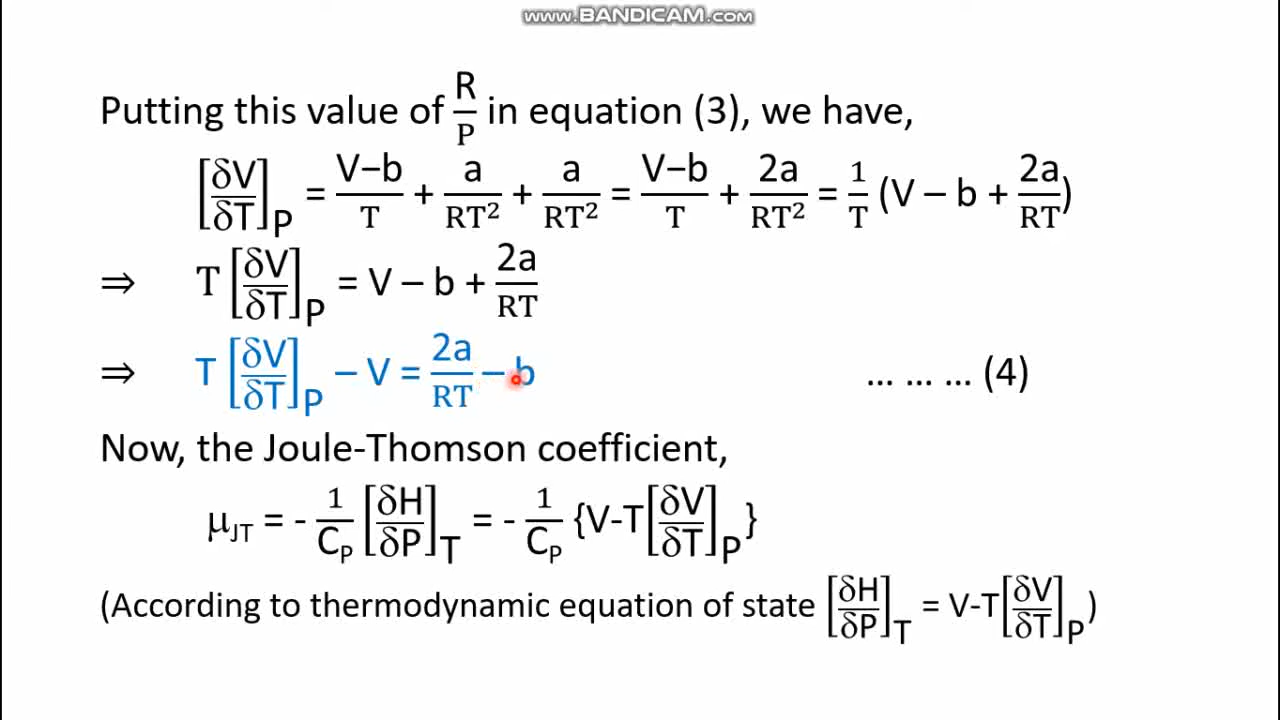 www.BANDICAM.com
Putting this value of R/P in equation (3), we have,
[δV/δT]P = V−b/T + a/RT² + a/RT² = V−b/T + 2a/RT² = 1/T (V – b + 2a/RT)
⇒ T [δV/δT]P = V – b + 2a/RT
⇒ T [δV/δT]P – V = 2a/RT – b ... ... ... (4)
Now, the Joule-Thomson coefficient,
μJT = - 1/CP [δH/δP]T = - 1/CP {V-T[δV/δT]P}
(According to thermodynamic equation of state [δH/δP]T = V-T[δV/δT]P)